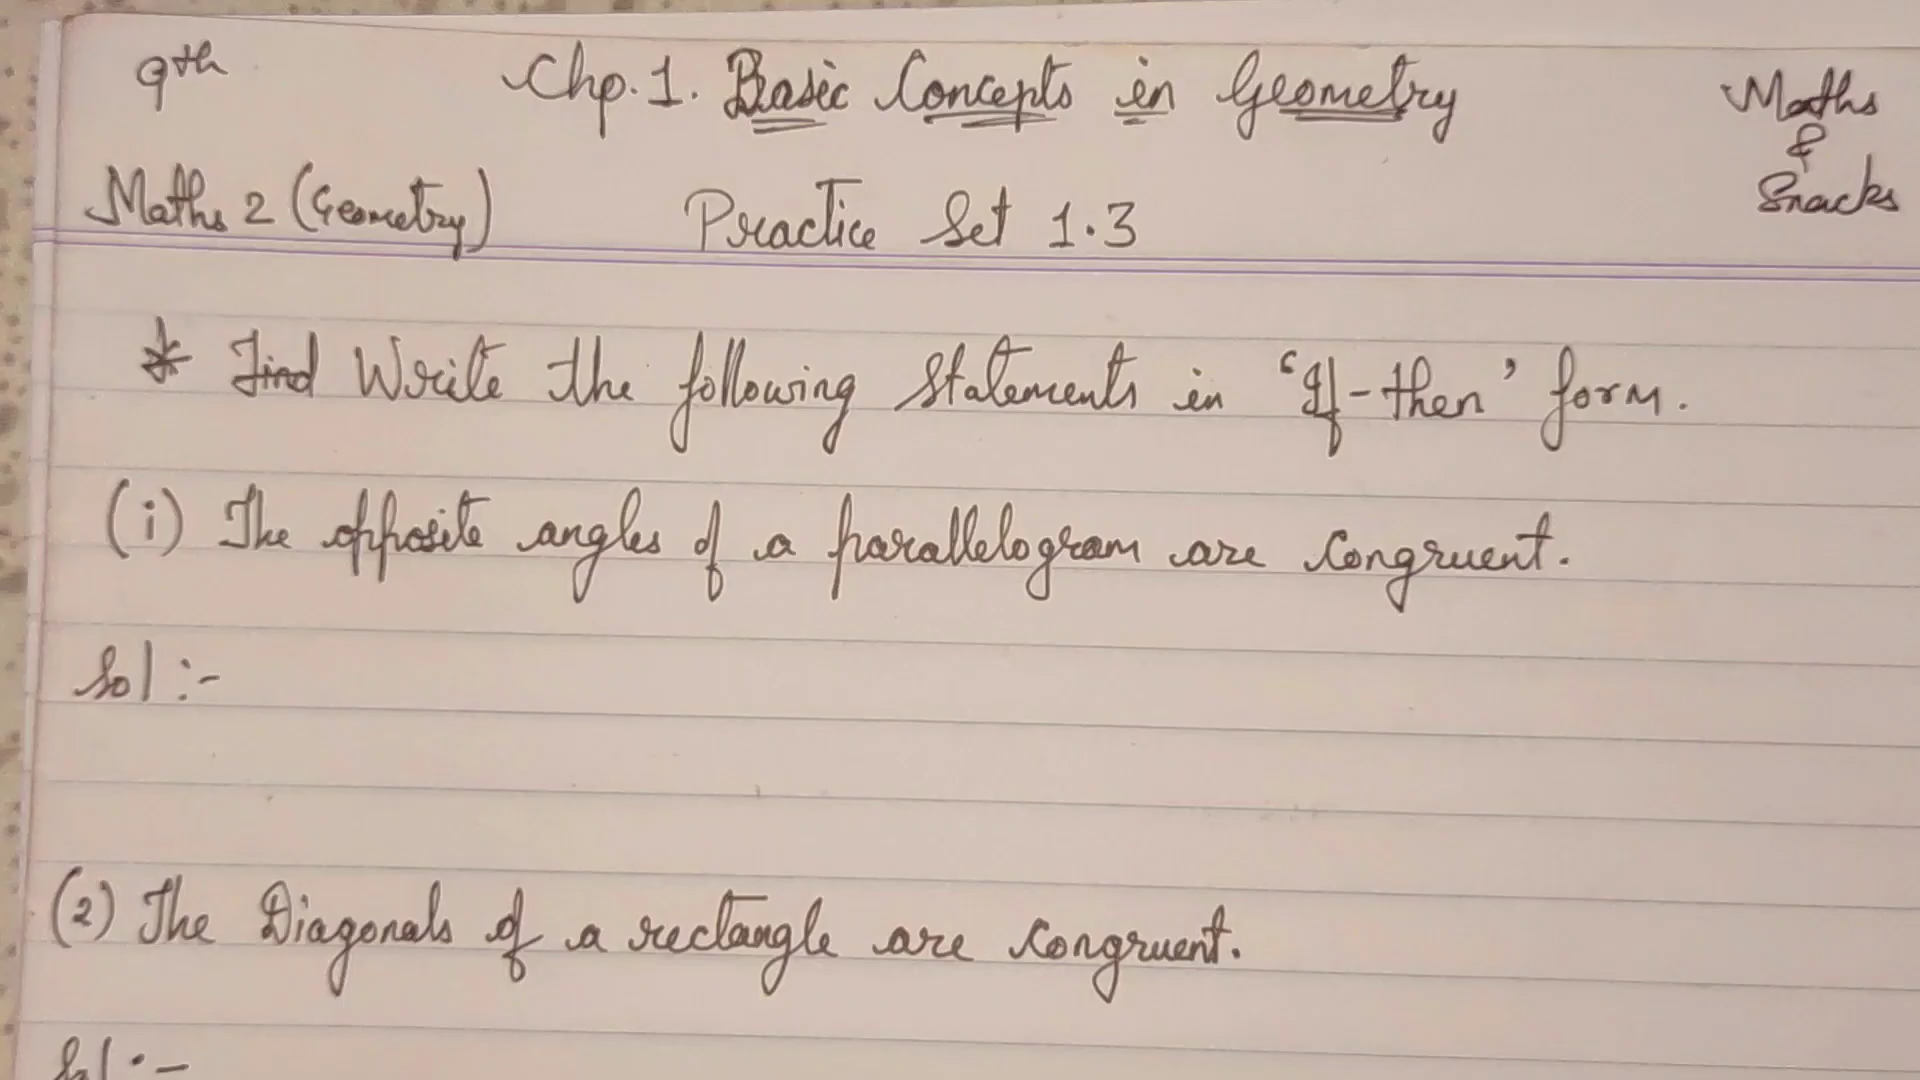 9th Chp. 1. Basic Concepts in Geometry Maths
&
Maths 2 (Geometry) Practice Set 1.3 Snacks
* Find Write the following Statements in ‘If-then’ form.
(i) The opposite angles of a parallelogram are Congruent.
Sol :-
(2) The Diagonals of a rectangle are Congruent.
Sol :-